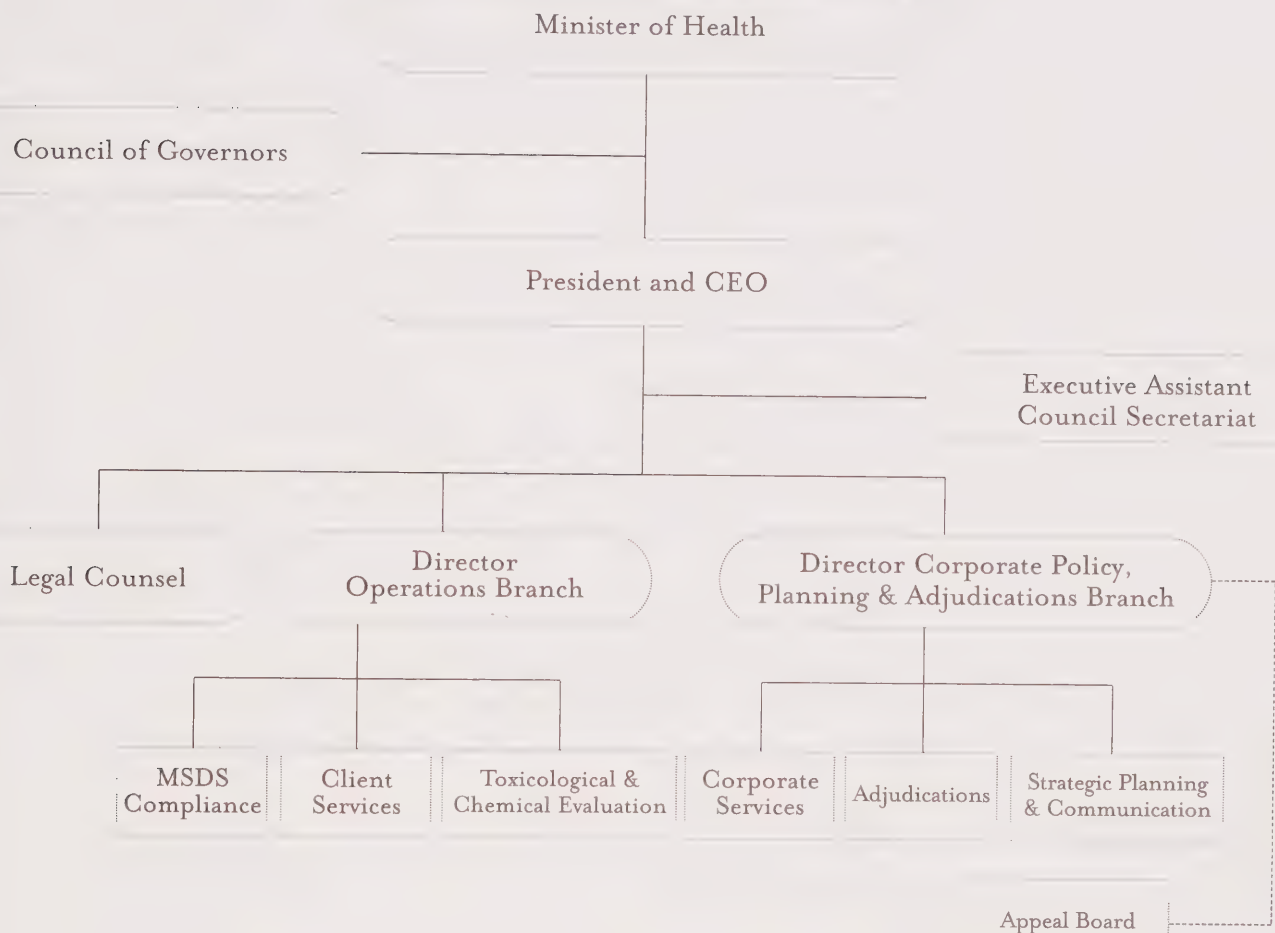 Minister of Health
Council of Governors
President and CEO
Executive Assistant
Council Secretariat
Legal Counsel
Director
Operations Branch
Director Corporate Policy,
Planning & Adjudications Branch
MSDS
Compliance
Client
Services
Toxicological &
Chemical Evaluation
Corporate
Services
Adjudications
Strategic Planning
& Communication
Appeal Board